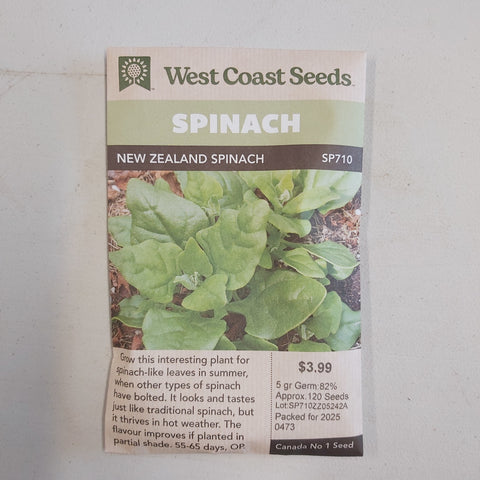 West Coast Seeds
SPINACH
NEW ZEALAND SPINACH SP710
Grow this interesting plant for
spinach-like leaves in summer,
when other types of spinach
have bolted. It looks and tastes
just like traditional spinach, but
it thrives in hot weather. The
flavour improves if planted in
partial shade. 55-65 days, OP.
$3.99
5 gr Germ:82%
Approx.120 Seeds
Lot:SP710ZZ05242A
Packed for 2025
0473
Canada No 1 Seed